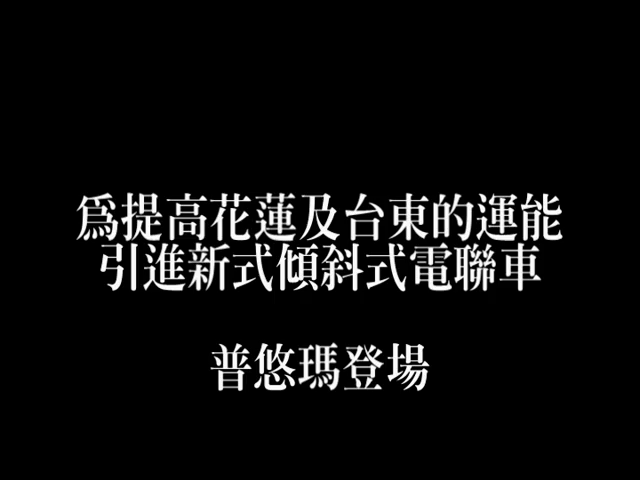 為提高花蓮及台東的運能
引進新式傾斜式電聯車
普悠瑪登場